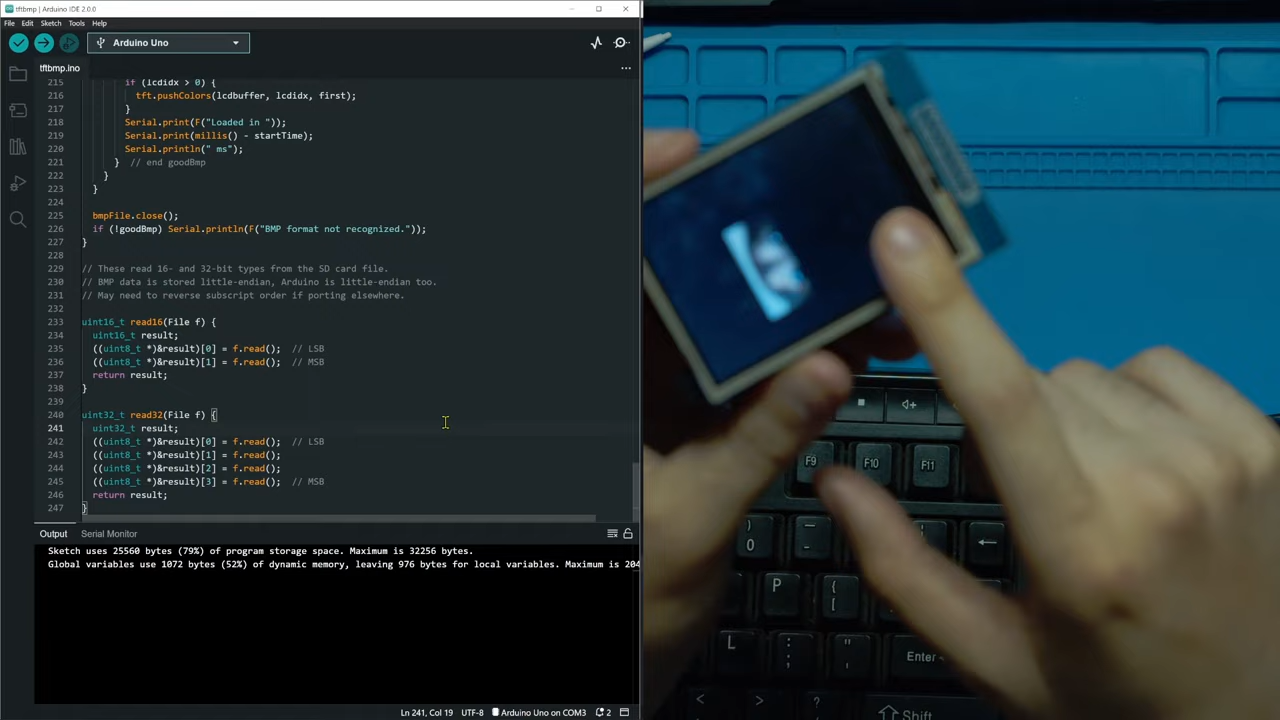 tftbmp | Arduino IDE 2.0.0
File Edit Sketch Tools Help
Arduino Uno
tftbmp.ino
215 if (lcdidx > 0) {
216 tft.pushColors(lcdbuffer, lcdidx, first);
217 }
218 Serial.print(F("Loaded in "));
219 Serial.print(millis() - startTime);
220 Serial.println(" ms");
221 } // end goodBmp
222 }
223 }
224
225 bmpFile.close();
226 if (!goodBmp) Serial.println(F("BMP format not recognized."));
227 }
228
229 // These read 16- and 32-bit types from the SD card file.
230 // BMP data is stored little-endian, Arduino is little-endian too.
231 // May need to reverse subscript order if porting elsewhere.
232
233 uint16_t read16(File f) {
234 uint16_t result;
235 ((uint8_t *)&result)[0] = f.read(); // LSB
236 ((uint8_t *)&result)[1] = f.read(); // MSB
237 return result;
238 }
239
240 uint32_t read32(File f) {
241 uint32_t result;
242 ((uint8_t *)&result)[0] = f.read(); // LSB
243 ((uint8_t *)&result)[1] = f.read();
244 ((uint8_t *)&result)[2] = f.read();
245 ((uint8_t *)&result)[3] = f.read(); // MSB
246 return result;
247 }
Output Serial Monitor
Sketch uses 25560 bytes (79%) of program storage space. Maximum is 32256 bytes.
Global variables use 1072 bytes (52%) of dynamic memory, leaving 976 bytes for local variables. Maximum is 204
Ln 241, Col 19 UTF-8 Arduino Uno on COM3 2
F9 F10 F11
) 0 _ -
P { [
L : ; " '
Enter
< > ?
Shift